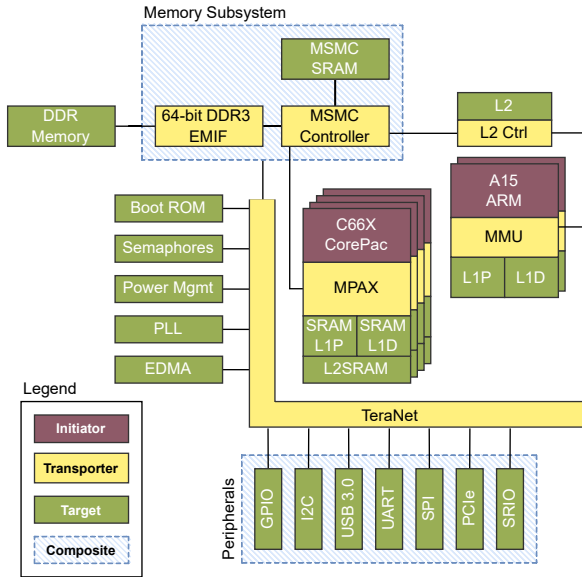 Memory Subsystem
MSMC
SRAM
DDR
Memory
64-bit DDR3
EMIF
MSMC
Controller
L2
L2 Ctrl
A15
ARM
MMU
L1P
L1D
Boot ROM
Semaphores
Power Mgmt
PLL
EDMA
C66X
CorePac
MPAX
SRAM
L1P
SRAM
L1D
L2SRAM
TeraNet
Legend
Initiator
Transporter
Target
Composite
Peripherals
GPIO
I2C
USB 3.0
UART
SPI
PCIe
SRIO